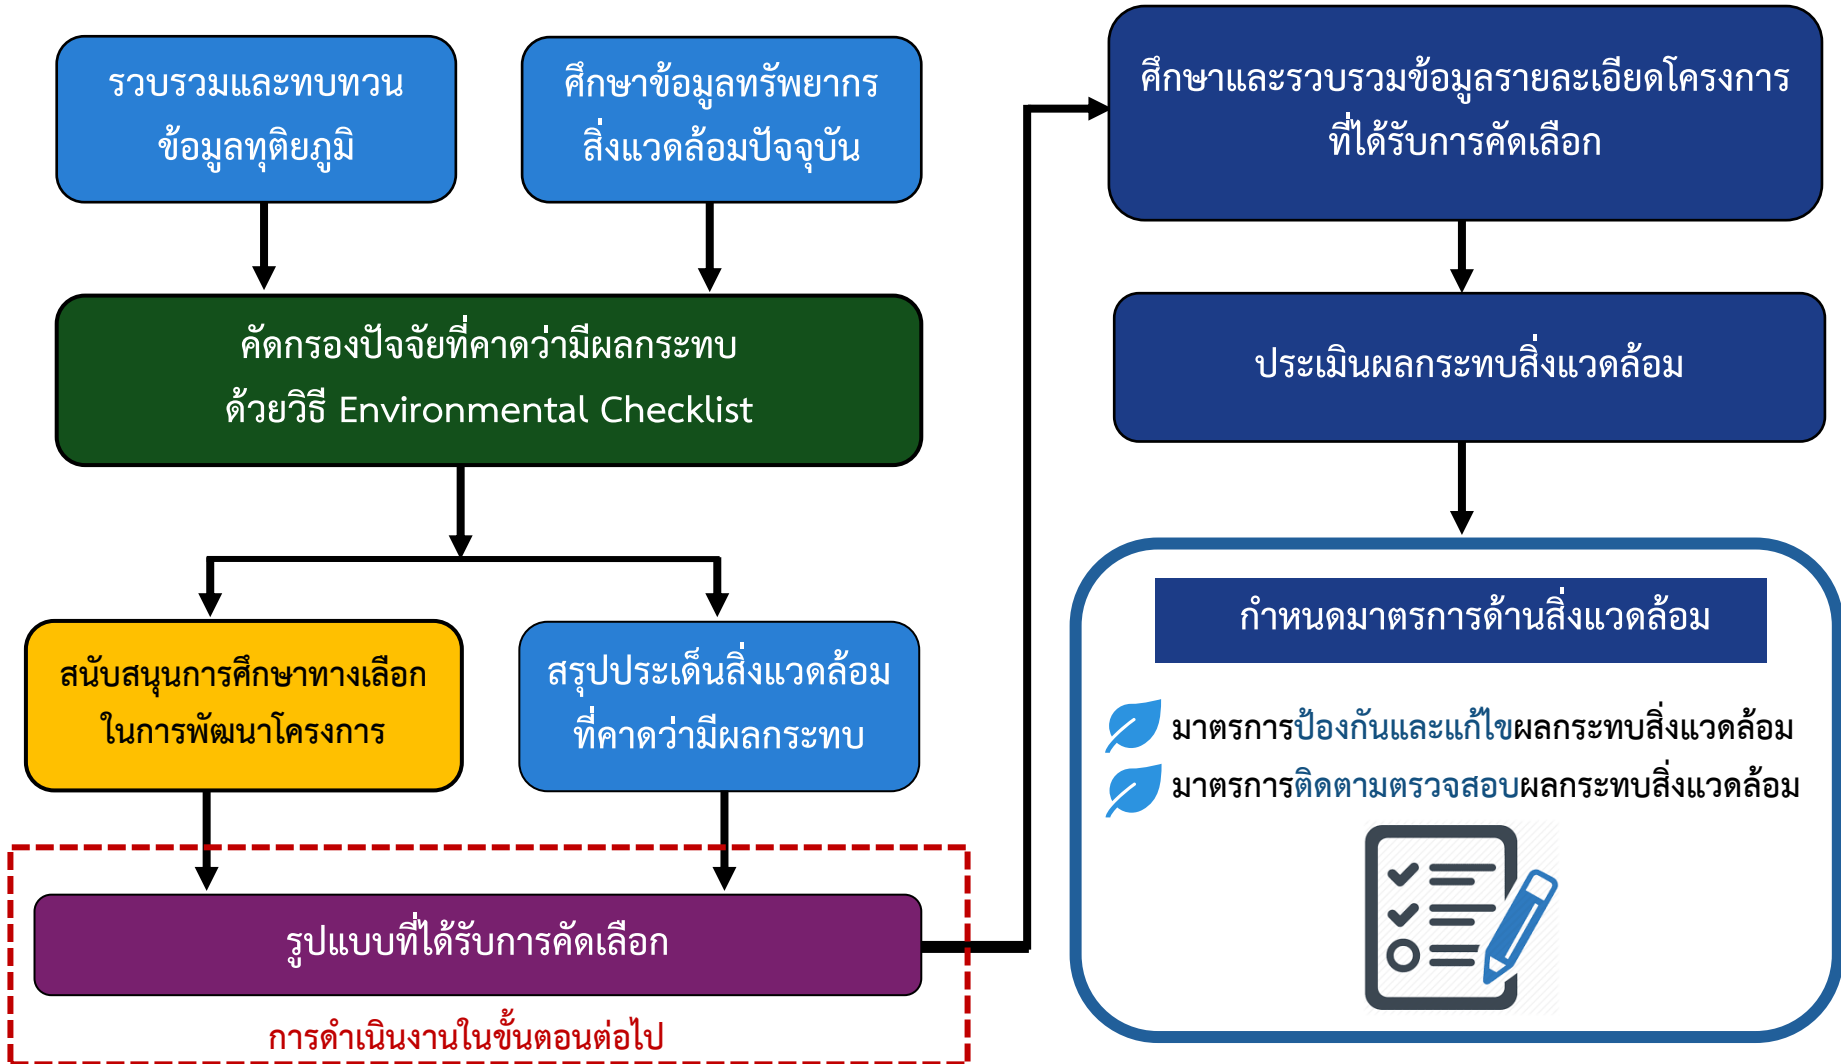 รวบรวมและทบทวน
ข้อมูลทุติยภูมิ
ศึกษาข้อมูลทรัพยากร
สิ่งแวดล้อมปัจจุบัน
คัดกรองปัจจัยที่คาดว่ามีผลกระทบ
ด้วยวิธี Environmental Checklist
สนับสนุนการศึกษาทางเลือก
ในการพัฒนาโครงการ
สรุปประเด็นสิ่งแวดล้อม
ที่คาดว่ามีผลกระทบ
รูปแบบที่ได้รับการคัดเลือก
การดำเนินงานในขั้นตอนต่อไป
ศึกษาและรวบรวมข้อมูลรายละเอียดโครงการ
ที่ได้รับการคัดเลือก
ประเมินผลกระทบสิ่งแวดล้อม
กำหนดมาตรการด้านสิ่งแวดล้อม
มาตรการป้องกันและแก้ไขผลกระทบสิ่งแวดล้อม
มาตรการติดตามตรวจสอบผลกระทบสิ่งแวดล้อม